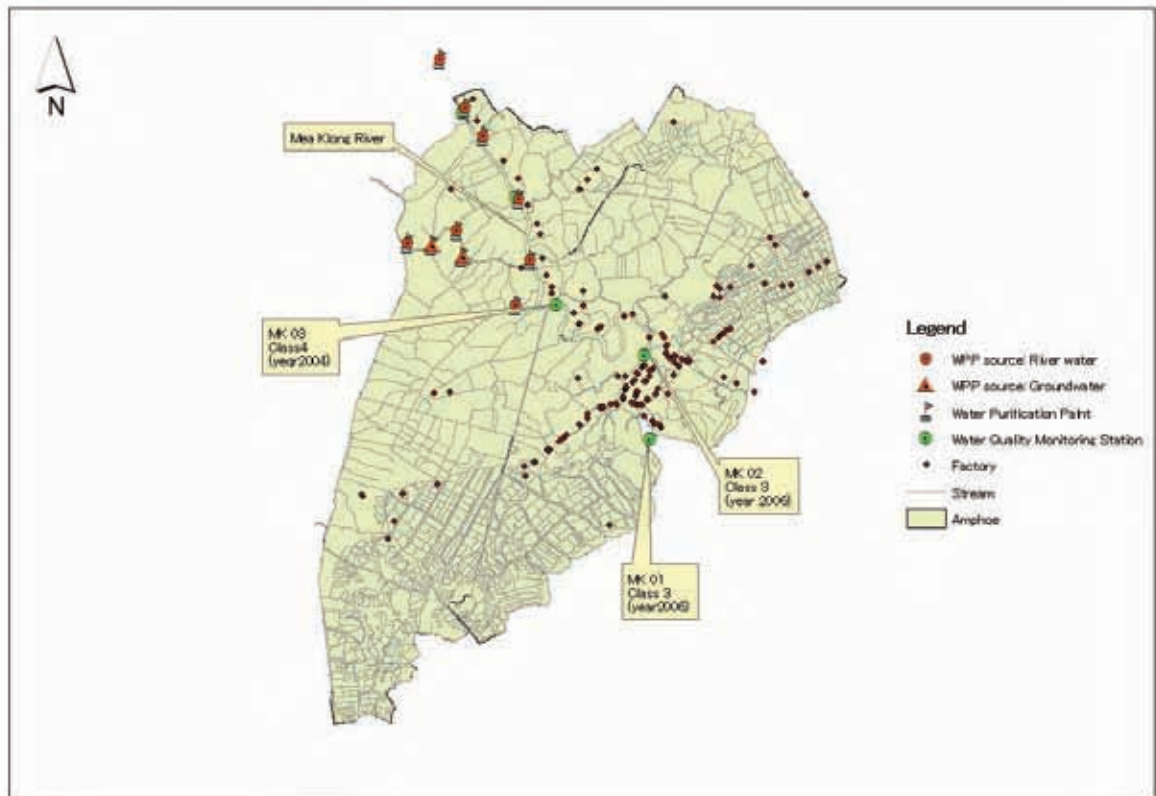 N
Mea Klong River
MK 03
Class4
(year2004)
MK 02
Class 3
(year 2006)
MK 01
Class 3
(year2006)
Legend
WPP source: River water
WPP source: Groundwater
Water Purification Paint
Water Quality Monitoring Station
Factory
Stream
Amphoe